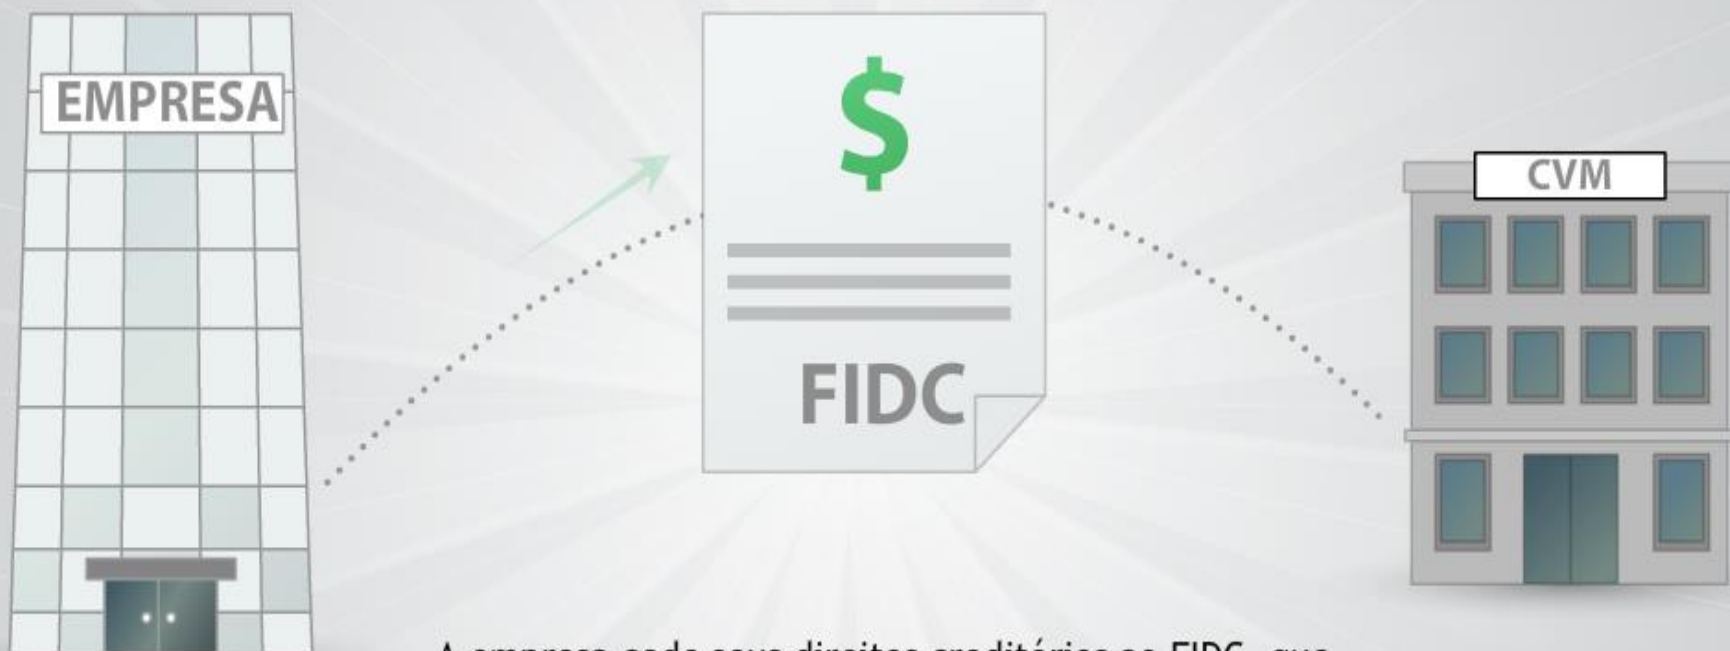 EMPRESA
$
FIDC
CVM
A empresa cede seus direitos creditórios ao FIDC, que